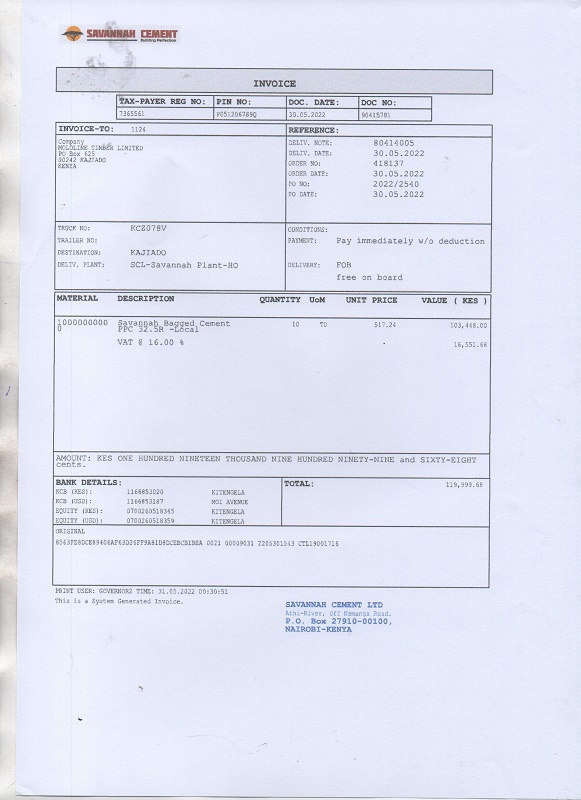 SAVANNAH CEMENT
Building Perfection
INVOICE
TAX-PAYER REG NO: PIN NO: DOC. DATE: DOC NO:
7365561 P051206789Q 30.05.2022 90415781
INVOICE-TO: 1124
Company
MOLOLINE TIMBER LIMITED
PO Box 625
00242 KAJIADO
KENYA
REFERENCE:
DELIV. NOTE: 80414005
DELIV. DATE: 30.05.2022
ORDER NO: 418137
ORDER DATE: 30.05.2022
PO NO: 2022/2540
PO DATE: 30.05.2022
TRUCK NO: KCZ078V
TRAILER NO:
DESTINATION: KAJIADO
DELIV. PLANT: SCL-Savannah Plant-HO
CONDITIONS:
PAYMENT: Pay immediately w/o deduction
DELIVERY: FOB
free on board
MATERIAL DESCRIPTION QUANTITY UoM UNIT PRICE VALUE ( KES )
1000000000 Savannah Bagged Cement 10 TO 517.24 103,448.00
0 PPC 32.5R -Local
VAT @ 16.00 % 16,551.68
AMOUNT: KES ONE HUNDRED NINETEEN THOUSAND NINE HUNDRED NINETY-NINE and SIXTY-EIGHT
cents.
BANK DETAILS:
KCB (KES): 1166853020 KITENGELA
KCB (USD): 1166853187 MOI AVENUE
EQUITY (KES): 0700260518345 KITENGELA
EQUITY (USD): 0700260518359 KITENGELA
TOTAL: 119,999.68
ORIGINAL
0021 00009031 2205301543 CTL19001716
PRINT USER: GOVERNOR2 TIME: 31.05.2022 00:30:51
This is a System Generated Invoice.
SAVANNAH CEMENT LTD
Athi-River, Off Namanga Road.
P.O. Box 27910-00100,
NAIROBI-KENYA